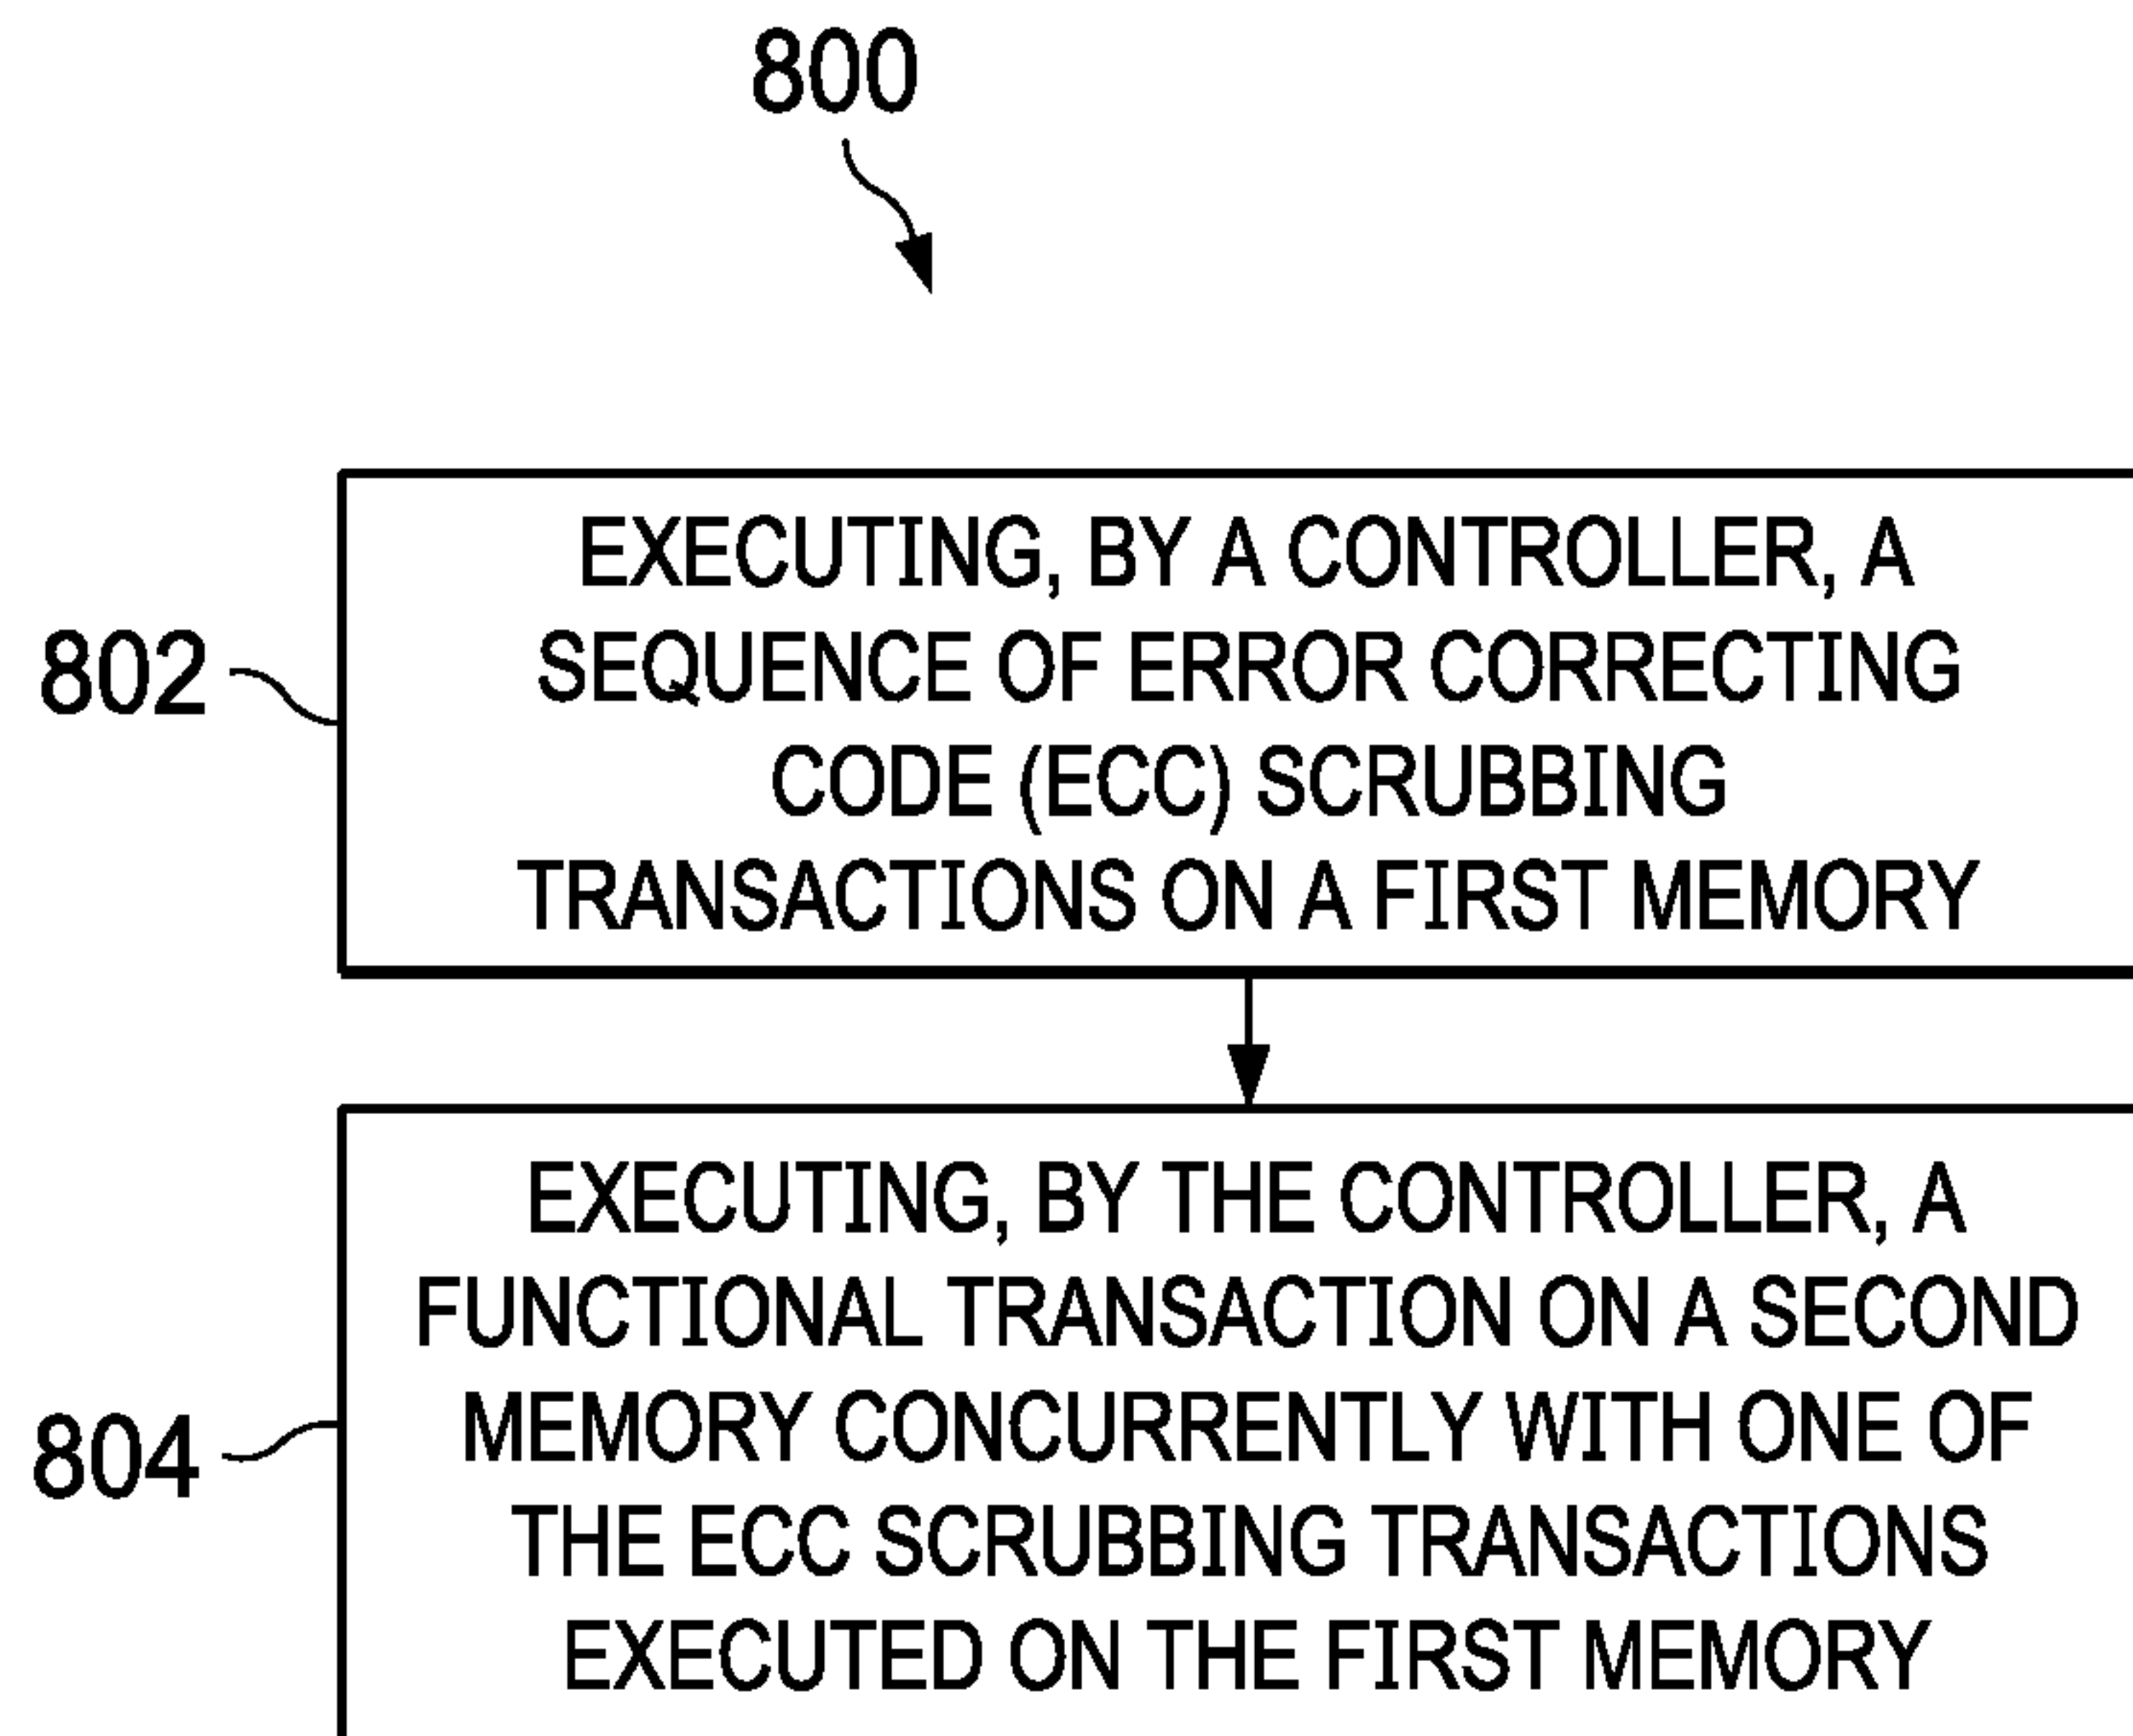 800
802
EXECUTING, BY A CONTROLLER, A
SEQUENCE OF ERROR CORRECTING
CODE (ECC) SCRUBBING
TRANSACTIONS ON A FIRST MEMORY
804
EXECUTING, BY THE CONTROLLER, A
FUNCTIONAL TRANSACTION ON A SECOND
MEMORY CONCURRENTLY WITH ONE OF
THE ECC SCRUBBING TRANSACTIONS
EXECUTED ON THE FIRST MEMORY